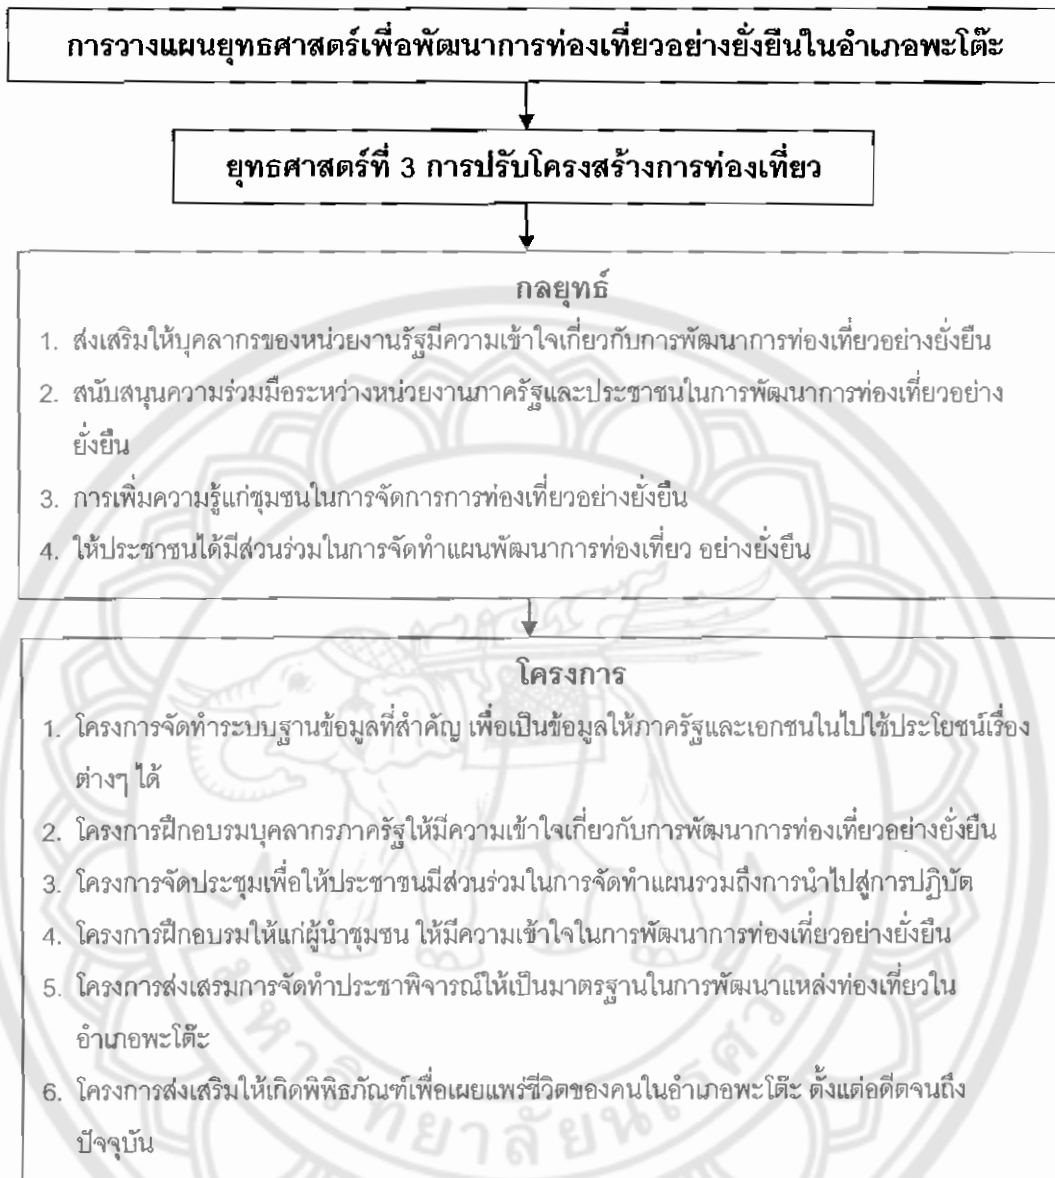 การวางแผนยุทธศาสตร์เพื่อพัฒนาการท่องเที่ยวอย่างยั่งยืนในอำเภอพะโต๊ะ
ยุทธศาสตร์ที่ 3 การปรับโครงสร้างการท่องเที่ยว
กลยุทธ์
1. ส่งเสริมให้บุคลากรของหน่วยงานรัฐมีความเข้าใจเกี่ยวกับการพัฒนาการท่องเที่ยวอย่างยั่งยืน
2. สนับสนุนความร่วมมือระหว่างหน่วยงานภาครัฐและประชาชนในการพัฒนาการท่องเที่ยวอย่าง
ยั่งยืน
3. การเพิ่มความรู้แก่ชุมชนในการจัดการการท่องเที่ยวอย่างยั่งยืน
4. ให้ประชาชนได้มีส่วนร่วมในการจัดทำแผนพัฒนาการท่องเที่ยว อย่างยั่งยืน
โครงการ
1. โครงการจัดทำระบบฐานข้อมูลที่สำคัญ เพื่อเป็นข้อมูลให้ภาครัฐและเอกชนในไปใช้ประโยชน์เรื่อง
ต่างๆ ได้
2. โครงการฝึกอบรมบุคลากรภาครัฐให้มีความเข้าใจเกี่ยวกับการพัฒนาการท่องเที่ยวอย่างยั่งยืน
3. โครงการจัดประชุมเพื่อให้ประชาชนมีส่วนร่วมในการจัดทำแผนรวมถึงการนำไปสู่การปฏิบัต
4. โครงการฝึกอบรมให้แก่ผู้นำชุมชน ให้มีความเข้าใจในการพัฒนาการท่องเที่ยวอย่างยั่งยืน
5. โครงการส่งเสรมการจัดทำประชาพิจารณ์ให้เป็นมาตรฐานในการพัฒนาแหล่งท่องเที่ยวใน
อำเภอพะโต๊ะ
6. โครงการส่งเสริมให้เกิดพิพิธภัณฑ์เพื่อเผยแพร่ชีวิตของคนในอำเภอพะโต๊ะ ตั้งแต่อดีตจนถึง
ปัจจุบัน